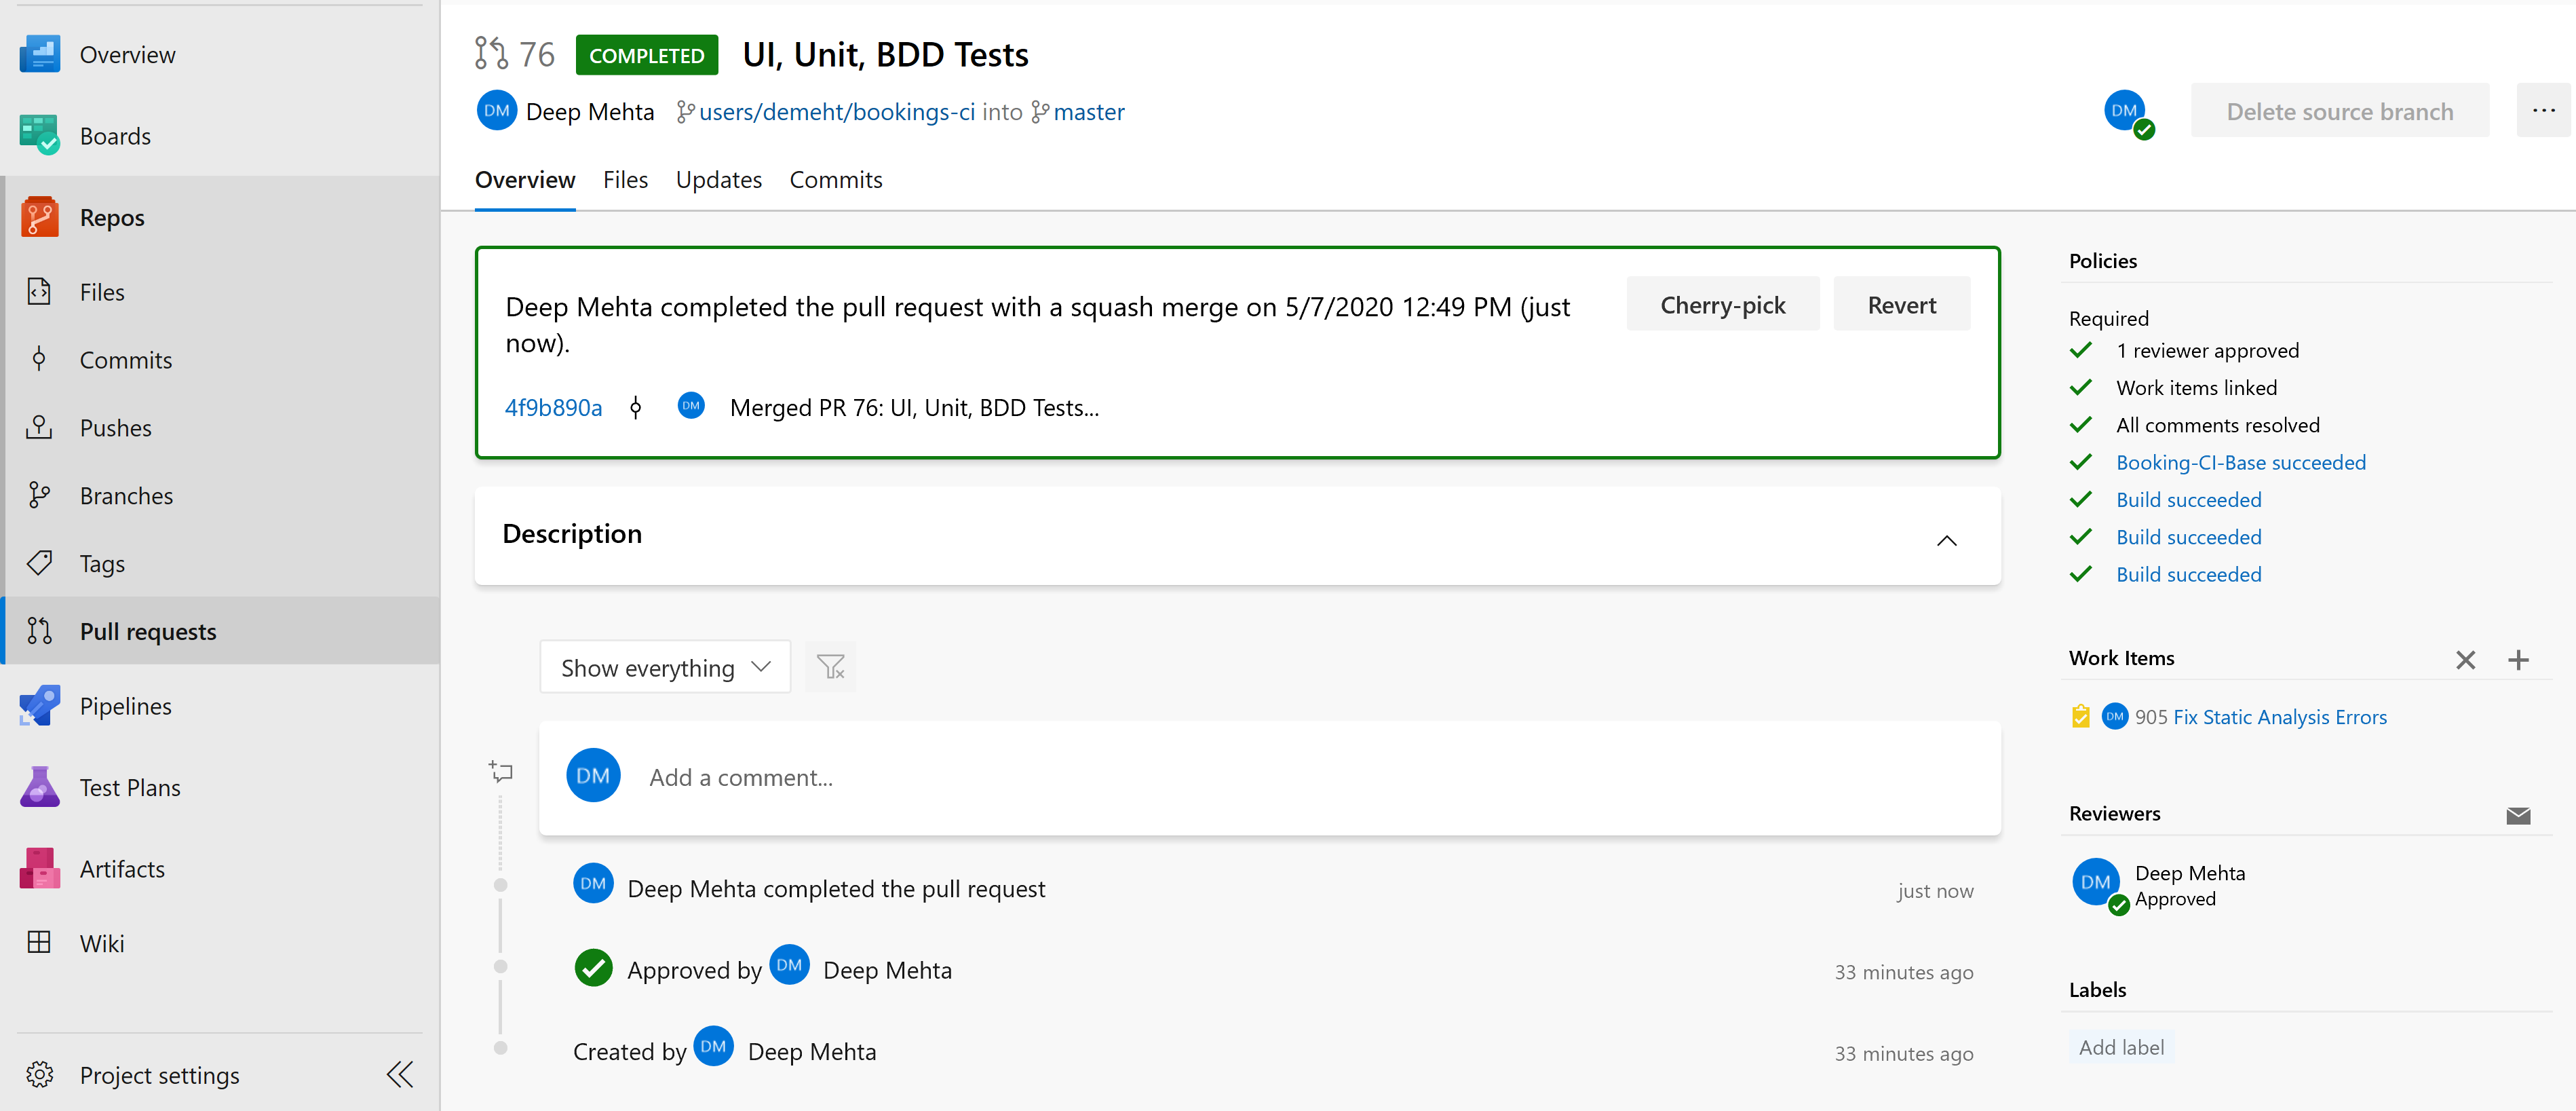 Overview
Boards
Repos
Files
Commits
Pushes
Branches
Tags
Pull requests
Pipelines
Test Plans
Artifacts
Wiki
Project settings
76 COMPLETED UI, Unit, BDD Tests
DM Deep Mehta users/demeht/bookings-ci into master
DM Delete source branch ...
Overview Files Updates Commits
Deep Mehta completed the pull request with a squash merge on 5/7/2020 12:49 PM (just
now).
Cherry-pick Revert
4f9b890a DM Merged PR 76: UI, Unit, BDD Tests...
Description
Show everything
DM Add a comment...
DM Deep Mehta completed the pull request just now
Approved by DM Deep Mehta 33 minutes ago
Created by DM Deep Mehta 33 minutes ago
Policies
Required
1 reviewer approved
Work items linked
All comments resolved
Booking-CI-Base succeeded
Build succeeded
Build succeeded
Build succeeded
Work Items
DM 905 Fix Static Analysis Errors
Reviewers
DM Deep Mehta
Approved
Labels
Add label